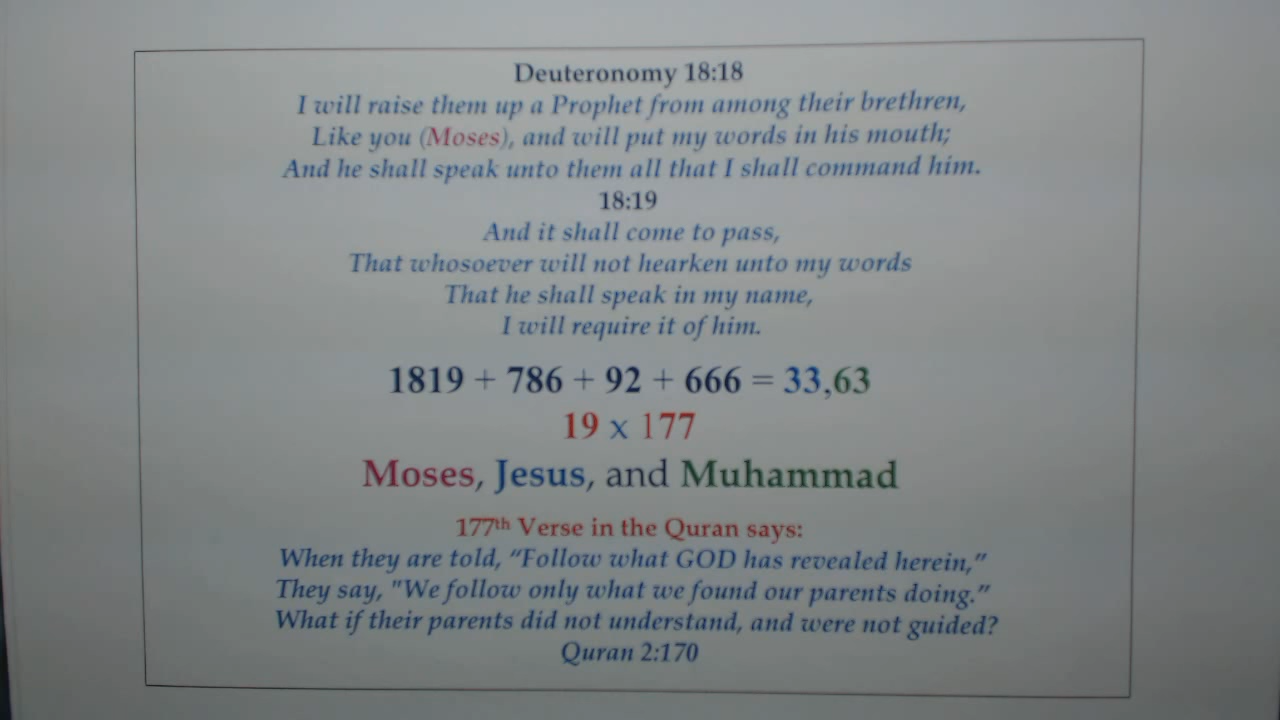 Deuteronomy 18:18
I will raise them up a Prophet from among their brethren,
Like you (Moses), and will put my words in his mouth;
And he shall speak unto them all that I shall command him.
18:19
And it shall come to pass,
That whosoever will not hearken unto my words
That he shall speak in my name,
I will require it of him.
1819 + 786 + 92 + 666 = 33,63
19 x 177
Moses, Jesus, and Muhammad
177th Verse in the Quran says:
When they are told, “Follow what GOD has revealed herein,”
They say, "We follow only what we found our parents doing.”
What if their parents did not understand, and were not guided?
Quran 2:170